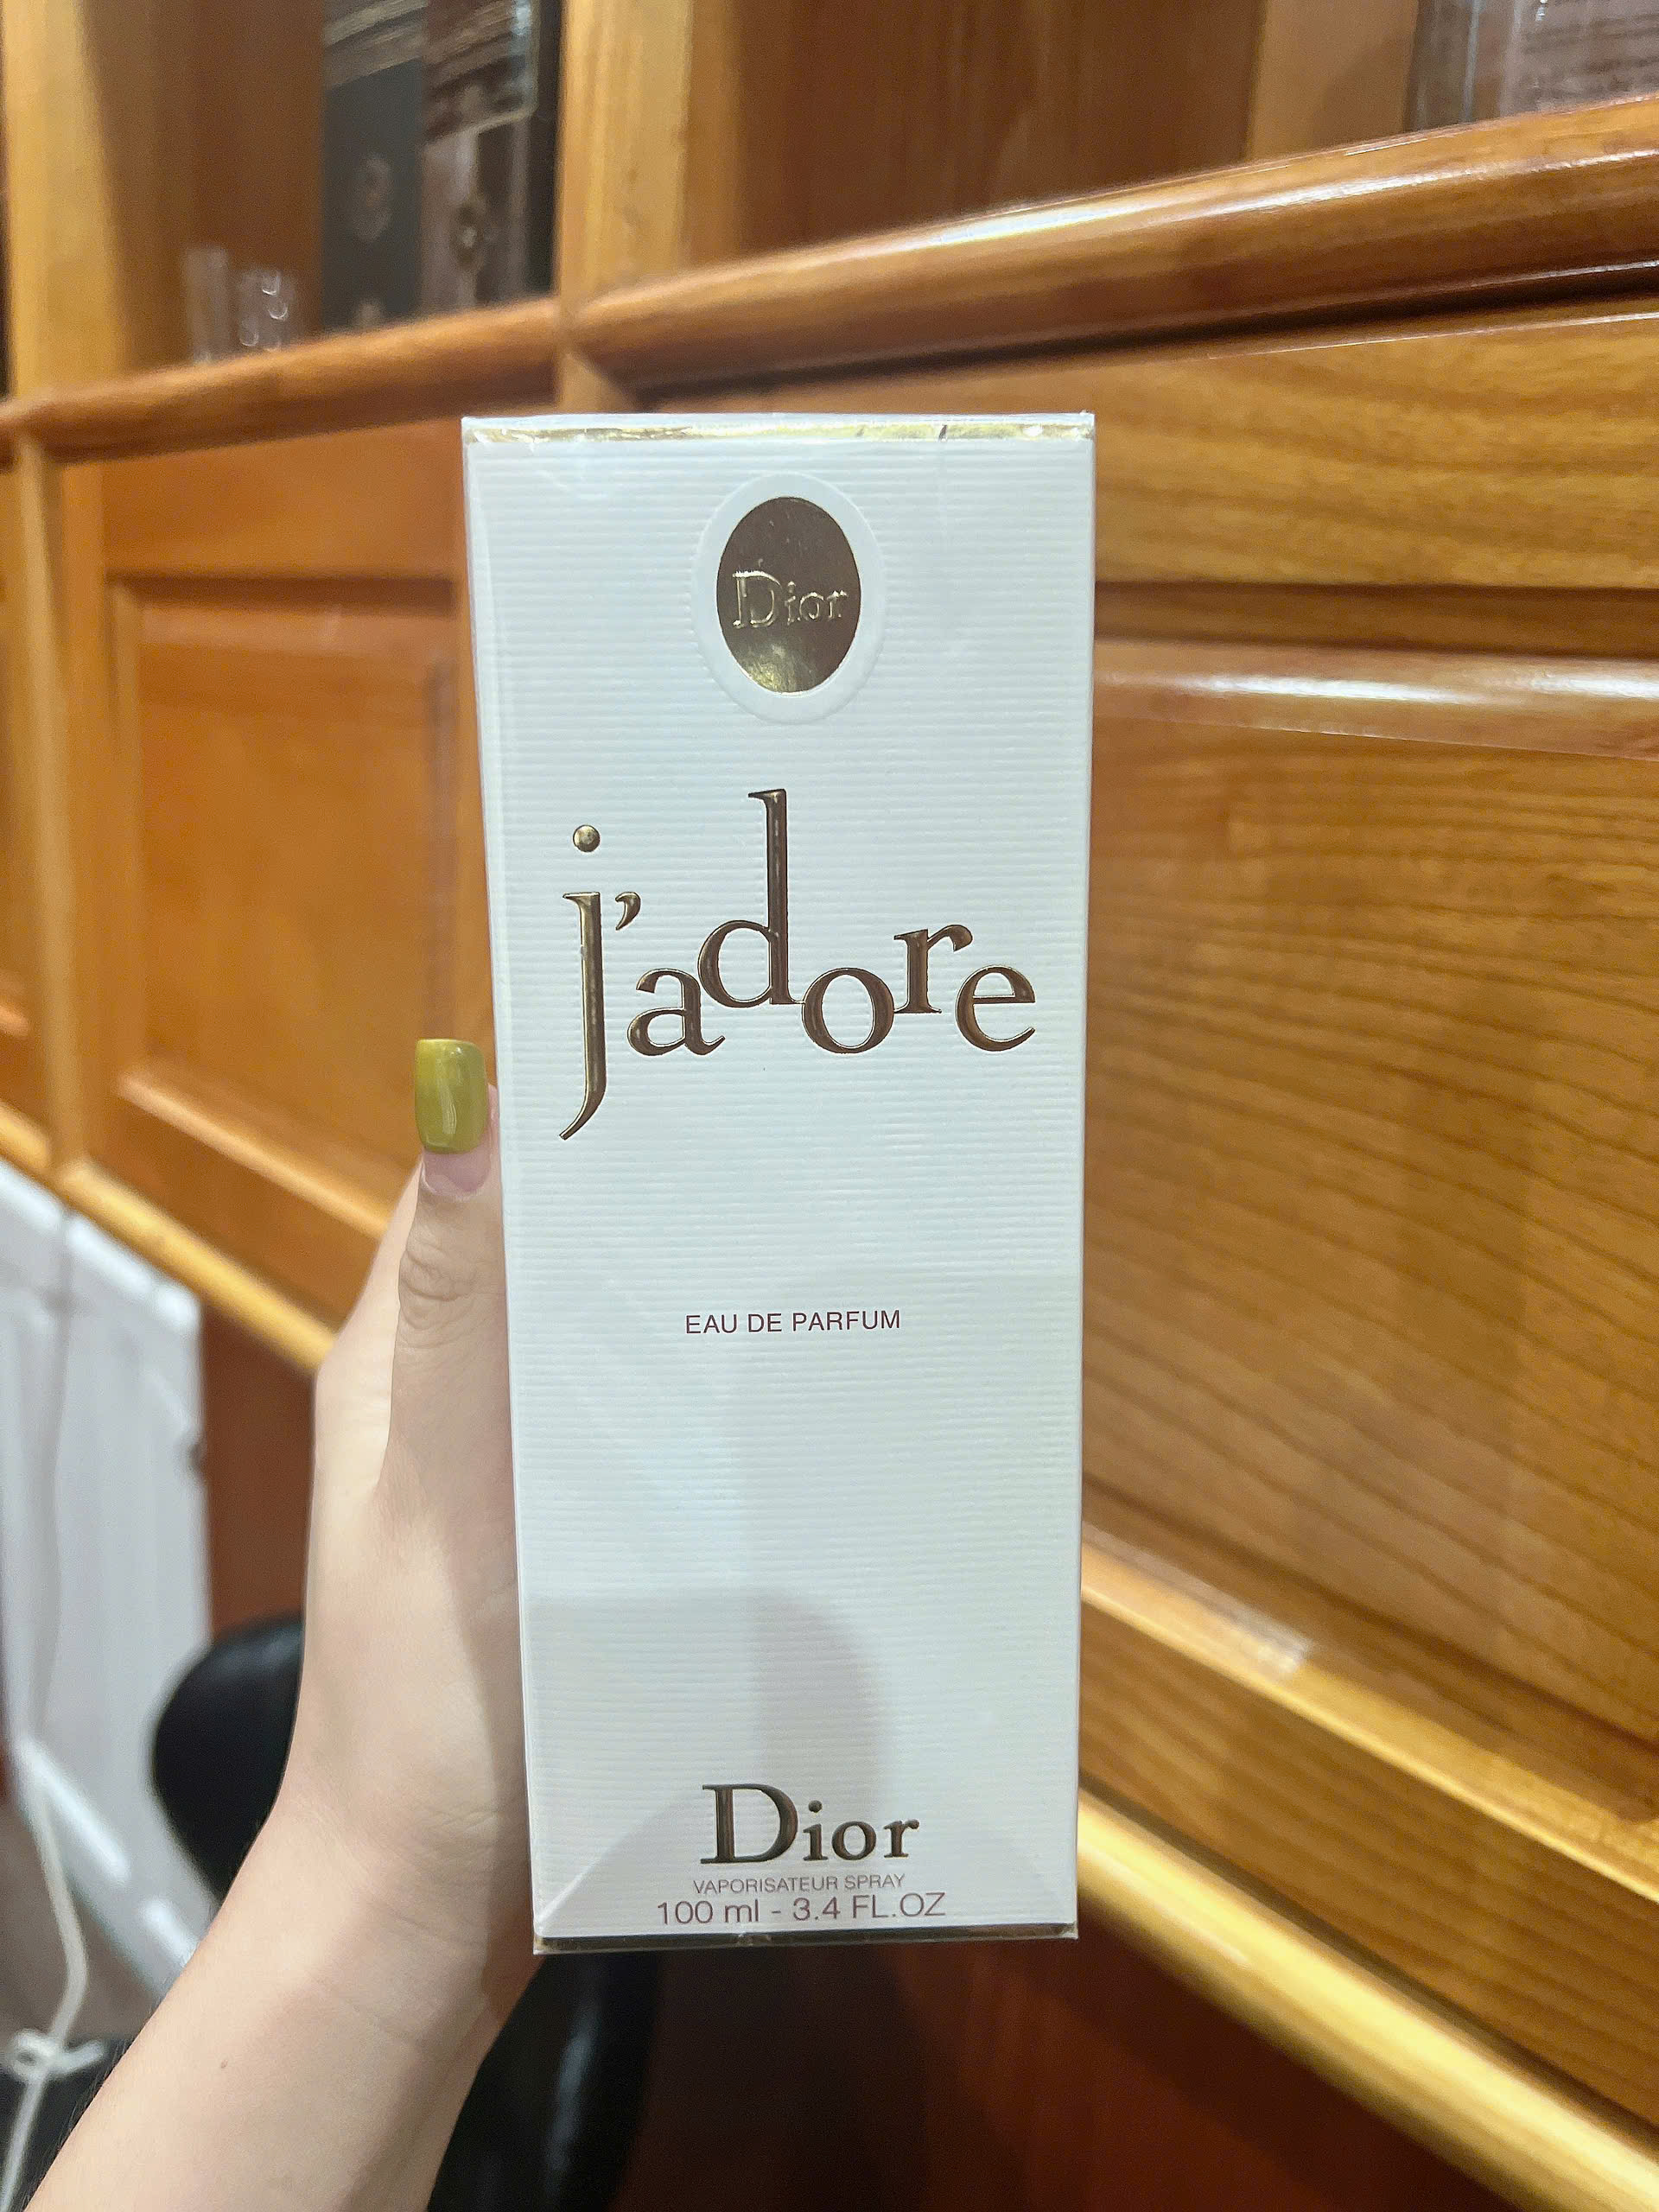 Dior
j'adore
EAU DE PARFUM
Dior
VAPORISATEUR SPRAY
100 ml - 3.4 FL.OZ